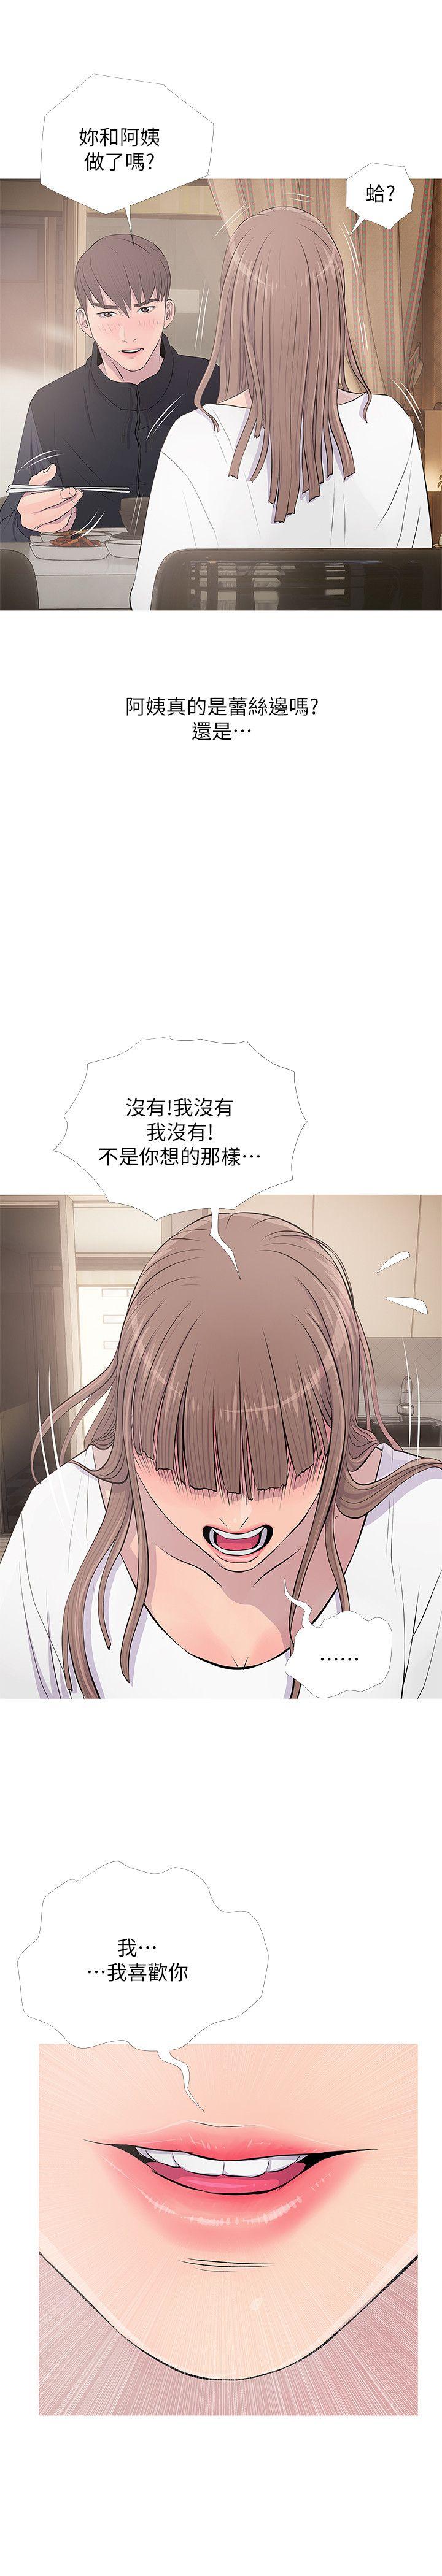 妳和阿姨
做了嗎?
蛤?
阿姨真的是蕾絲邊嗎?
還是…
沒有!我沒有
我沒有!
不是你想的那樣…
……
我…
…我喜歡你